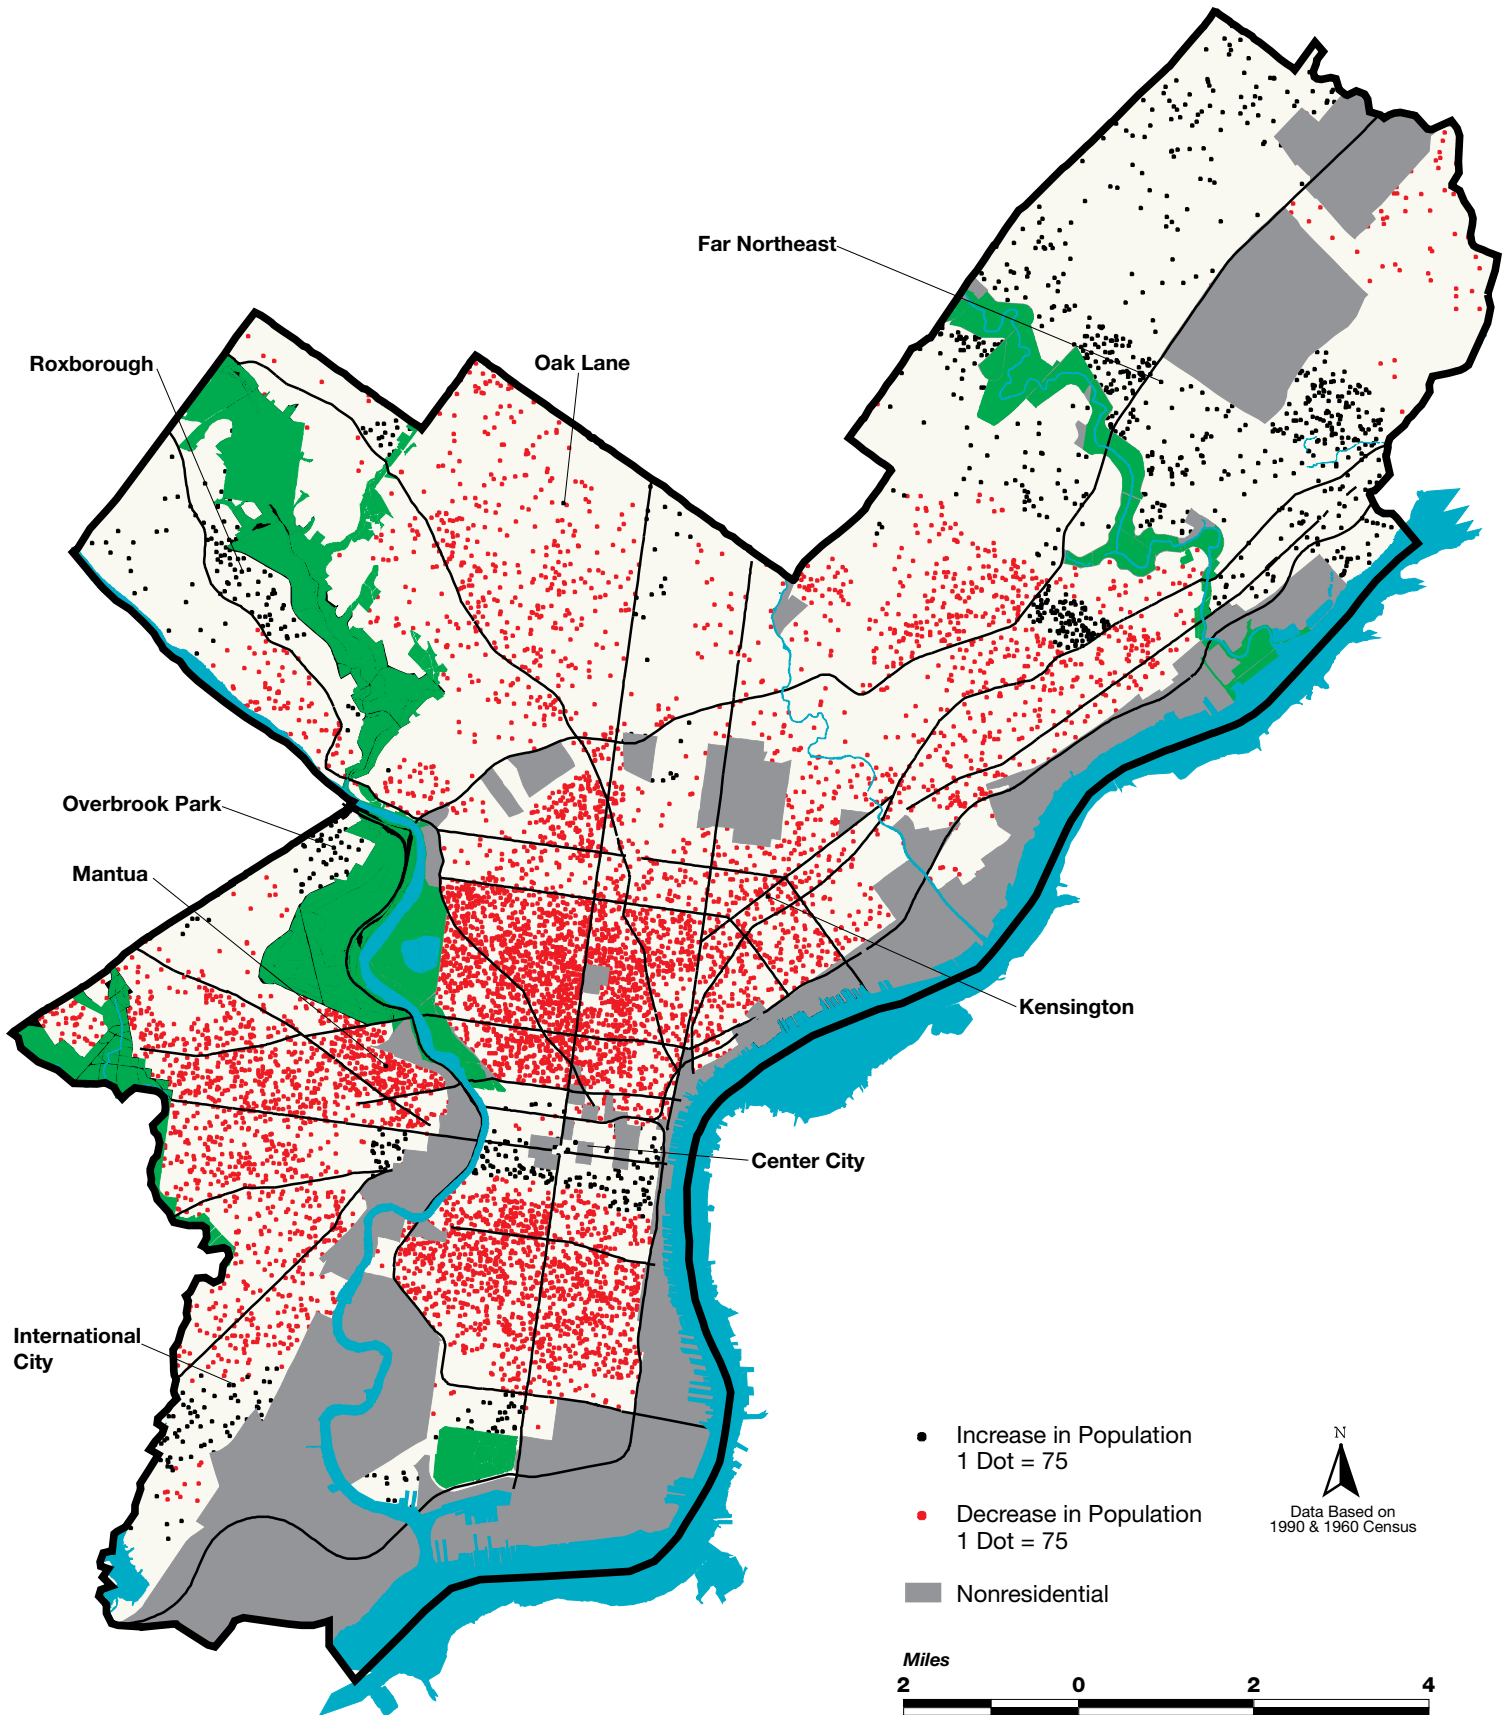 Far Northeast
Roxborough
Oak Lane
Overbrook Park
Mantua
Kensington
Center City
International
City
Increase in Population
1 Dot = 75
Decrease in Population
1 Dot = 75
Nonresidential
N
Data Based on
1990 & 1960 Census
Miles
2 0 2 4